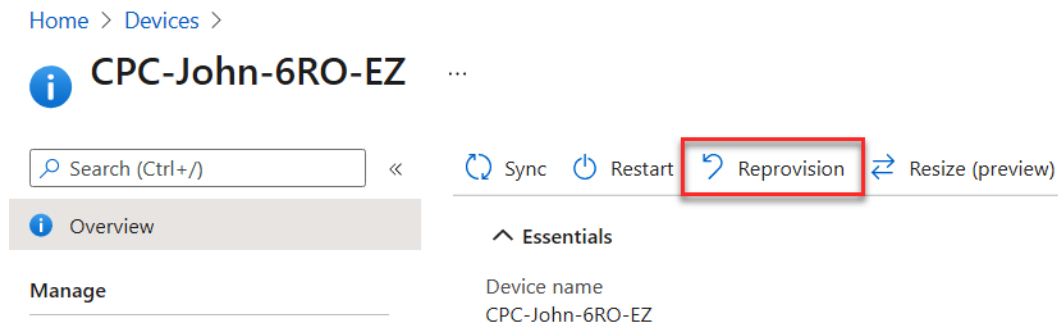 Home > Devices >
CPC-John-6RO-EZ ...
Search (Ctrl+/) «
Sync Restart Reprovision Resize (preview)
Overview
Essentials
Manage
Device name
CPC-John-6RO-EZ